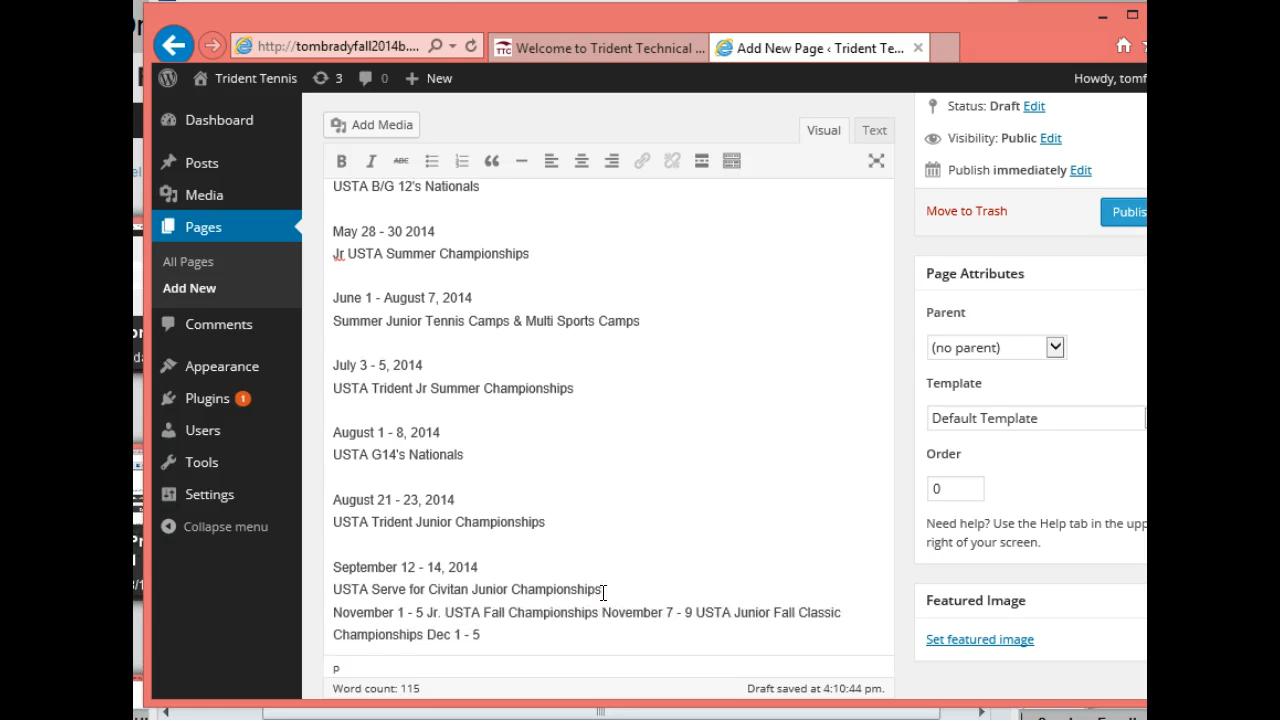 http://tombradyfall2014b....
Welcome to Trident Technical ...
Add New Page ‹ Trident Te...
Trident Tennis
3
0
New
Howdy, tomf
Dashboard
Posts
Media
Pages
All Pages
Add New
Comments
Appearance
Plugins 1
Users
Tools
Settings
Collapse menu
Add Media
Visual
Text
B I ABC
USTA B/G 12's Nationals
May 28 - 30 2014
Jr USTA Summer Championships
June 1 - August 7, 2014
Summer Junior Tennis Camps & Multi Sports Camps
July 3 - 5, 2014
USTA Trident Jr Summer Championships
August 1 - 8, 2014
USTA G14's Nationals
August 21 - 23, 2014
USTA Trident Junior Championships
September 12 - 14, 2014
USTA Serve for Civitan Junior Championships
November 1 - 5 Jr. USTA Fall Championships November 7 - 9 USTA Junior Fall Classic
Championships Dec 1 - 5
P
Word count: 115
Draft saved at 4:10:44 pm.
Status: Draft Edit
Visibility: Public Edit
Publish immediately Edit
Move to Trash
Publis
Page Attributes
Parent
(no parent)
Template
Default Template
Order
0
Need help? Use the Help tab in the upp
right of your screen.
Featured Image
Set featured image